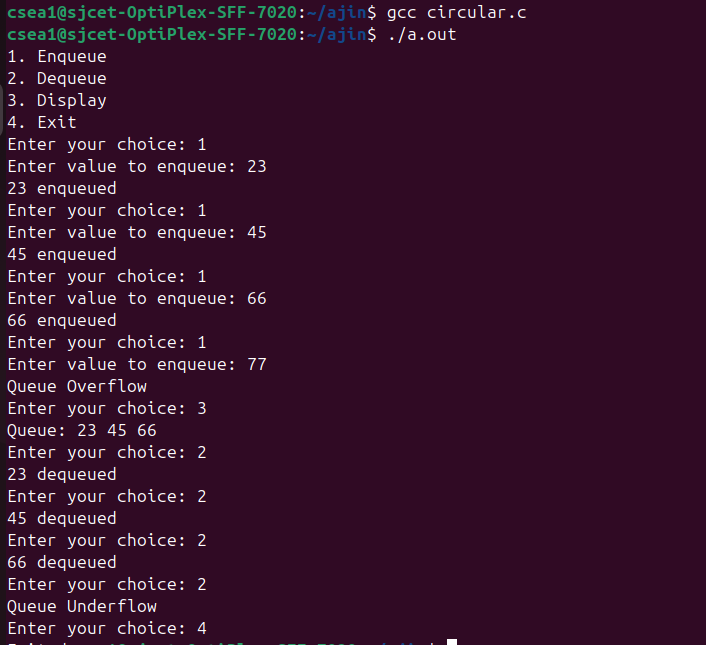 csea1@sjcet-OptiPlex-SFF-7020:~/ajin$ gcc circular.c
csea1@sjcet-OptiPlex-SFF-7020:~/ajin$ ./a.out
1. Enqueue
2. Dequeue
3. Display
4. Exit
Enter your choice: 1
Enter value to enqueue: 23
23 enqueued
Enter your choice: 1
Enter value to enqueue: 45
45 enqueued
Enter your choice: 1
Enter value to enqueue: 66
66 enqueued
Enter your choice: 1
Enter value to enqueue: 77
Queue Overflow
Enter your choice: 3
Queue: 23 45 66
Enter your choice: 2
23 dequeued
Enter your choice: 2
45 dequeued
Enter your choice: 2
66 dequeued
Enter your choice: 2
Queue Underflow
Enter your choice: 4